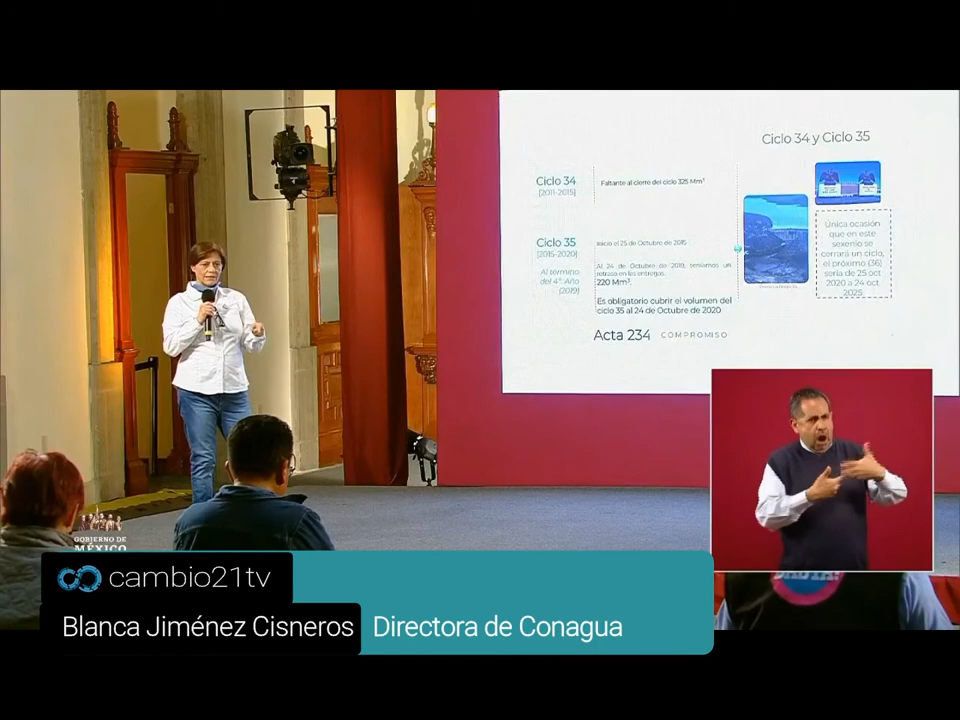 Ciclo 34 y Ciclo 35
Ciclo 34
[2011-2015]
Faltante al cierre del ciclo 325 Mm³
Ciclo 35
[2015-2020]
Al término
del 4° Año
(2019)
Inicio el 25 de Octubre de 2015
Al 24 de Octubre de 2019, teníamos un
retraso en las entregas.
220 Mm³.
Es obligatorio cubrir el volumen del
ciclo 35 al 24 de Octubre de 2020
Acta 234 COMPROMISO
Única ocasión
que en este
sexenio se
cerrará un ciclo,
el próximo (36)
sería de 25 oct
2020 a 24 oct
2025
GOBIERNO DE
MÉXICO
cambio21tv
Blanca Jiménez Cisneros Directora de Conagua